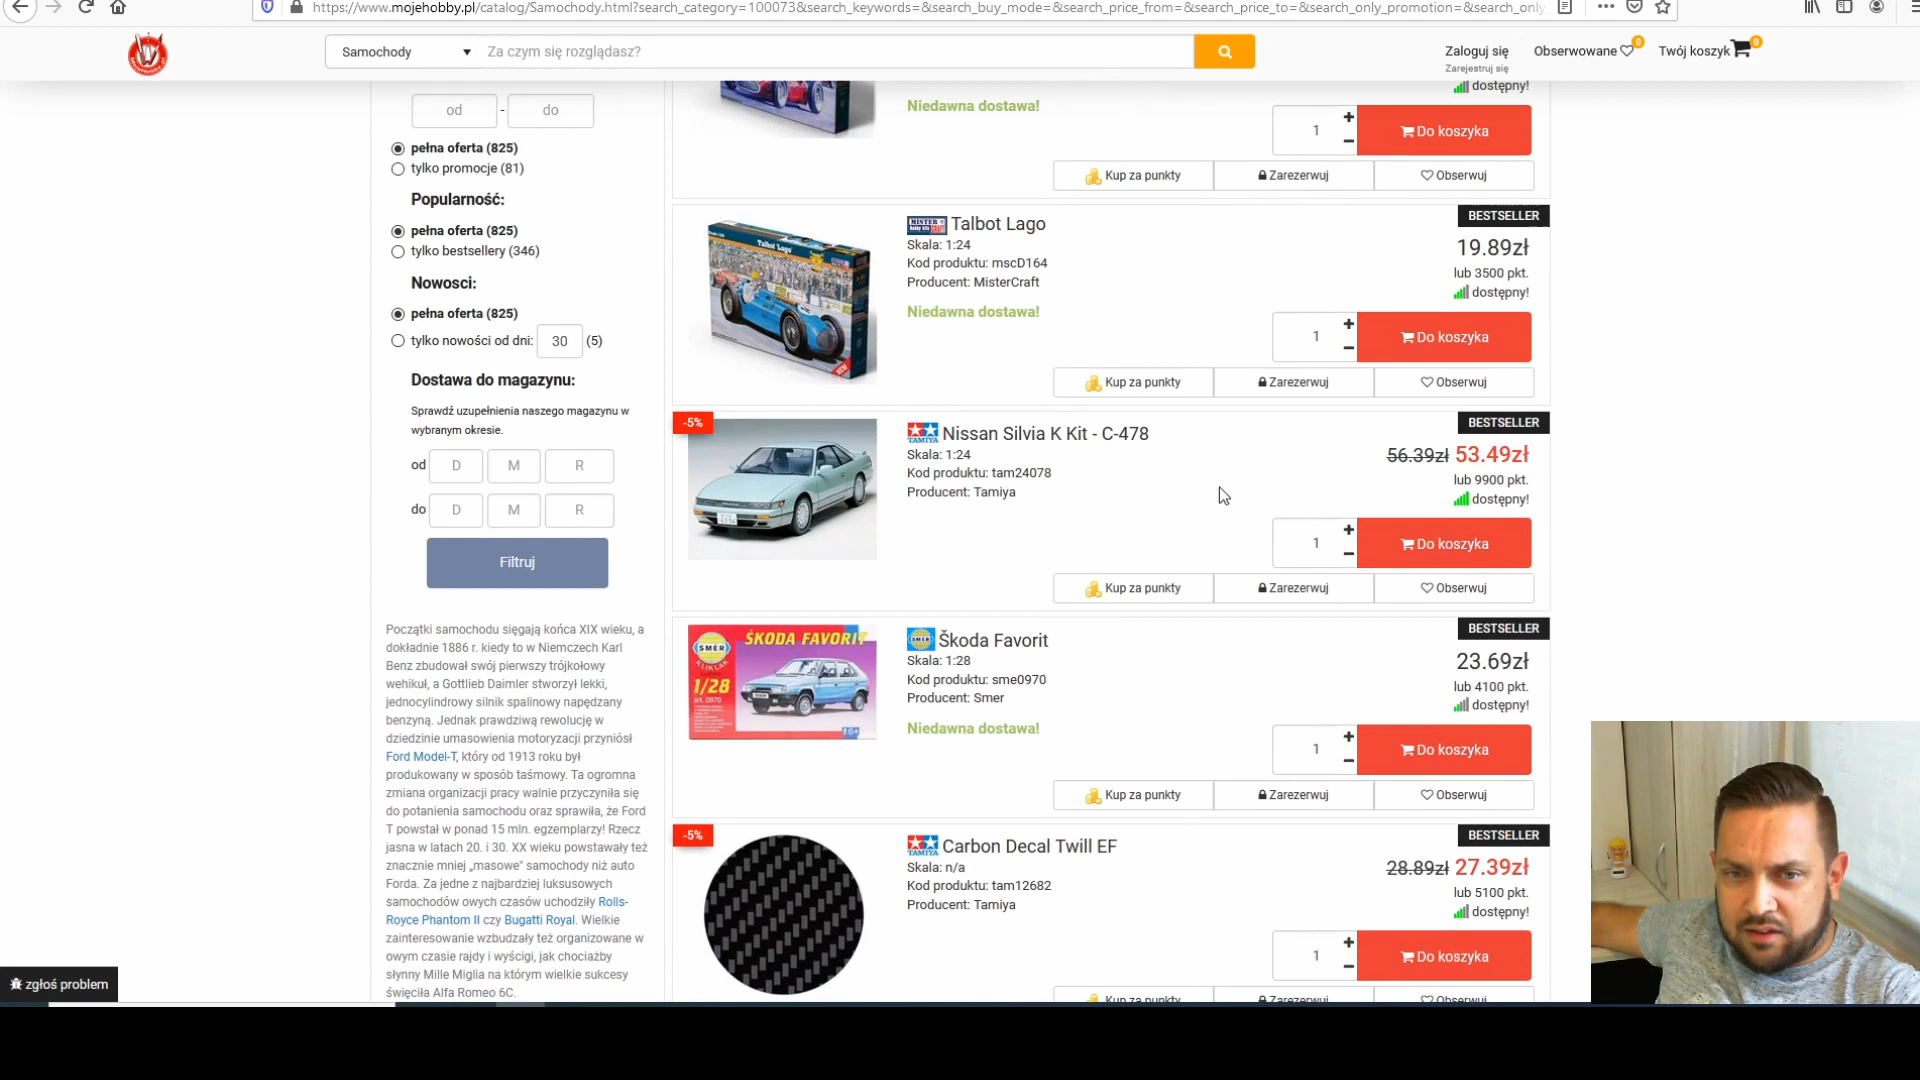 https://www.mojehobby.pl/catalog/Samochody.html?search_category=100073&search_keywords=&search_buy_mode=&search_price_from=&search_price_to=&search_only_promotion=&search_only_
Samochody
Za czym się rozglądasz?
Zaloguj się
Zarejestruj się
Obserwowane
0
Twój koszyk
0
od - do
pełna oferta (825)
tylko promocje (81)
Popularność:
pełna oferta (825)
tylko bestsellery (346)
Nowosci:
pełna oferta (825)
tylko nowości od dni: 30 (5)
Dostawa do magazynu:
Sprawdź uzupełnienia naszego magazynu w
wybranym okresie.
od D M R
do D M R
Filtruj
Początki samochodu sięgają końca XIX wieku, a
dokładnie 1886 r. kiedy to w Niemczech Karl
Benz zbudował swój pierwszy trójkołowy
wehikuł, a Gottlieb Daimler stworzył lekki,
jednocylindrowy silnik spalinowy napędzany
benzyną. Jednak prawdziwą rewolucję w
dziedzinie umasowienia motoryzacji przyniósł
Ford Model-T, który od 1913 roku był
produkowany w sposób taśmowy. Ta ogromna
zmiana organizacji pracy walnie przyczyniła się
do potanienia samochodu oraz sprawiła, że Ford
T powstał w ponad 15 mln. egzemplarzy! Rzecz
jasna w latach 20. i 30. XX wieku powstawały też
znacznie mniej „masowe" samochody niż auto
Forda. Za jedne z najbardziej luksusowych
samochodów owych czasów uchodziły Rolls-
Royce Phantom II czy Bugatti Royal. Wielkie
zainteresowanie wzbudzały też organizowane w
owym czasie rajdy i wyścigi, jak chociażby
słynny Mille Miglia na którym wielkie sukcesy
święciła Alfa Romeo 6C.
zgłoś problem
Niedawna dostawa!
dostępny!
1 + −
Do koszyka
Kup za punkty
Zarezerwuj
Obserwuj
Talbot Lago
Skala: 1:24
Kod produktu: mscD164
Producent: MisterCraft
Niedawna dostawa!
BESTSELLER
19.89zł
lub 3500 pkt.
dostępny!
1 + −
Do koszyka
Kup za punkty
Zarezerwuj
Obserwuj
-5%
TAMIYA
Nissan Silvia K Kit - C-478
Skala: 1:24
Kod produktu: tam24078
Producent: Tamiya
BESTSELLER
56.39zł 53.49zł
lub 9900 pkt.
dostępny!
1 + −
Do koszyka
Kup za punkty
Zarezerwuj
Obserwuj
SMĚR
ŠKODA FAVORIT
1/28
SMĚR
Škoda Favorit
Skala: 1:28
Kod produktu: sme0970
Producent: Smer
Niedawna dostawa!
BESTSELLER
23.69zł
lub 4100 pkt.
dostępny!
1 + −
Do koszyka
Kup za punkty
Zarezerwuj
Obserwuj
-5%
TAMIYA
Carbon Decal Twill EF
Skala: n/a
Kod produktu: tam12682
Producent: Tamiya
BESTSELLER
28.89zł 27.39zł
lub 5100 pkt.
dostępny!
1 + −
Do koszyka
Kup za punkty
Zarezerwuj
Obserwuj